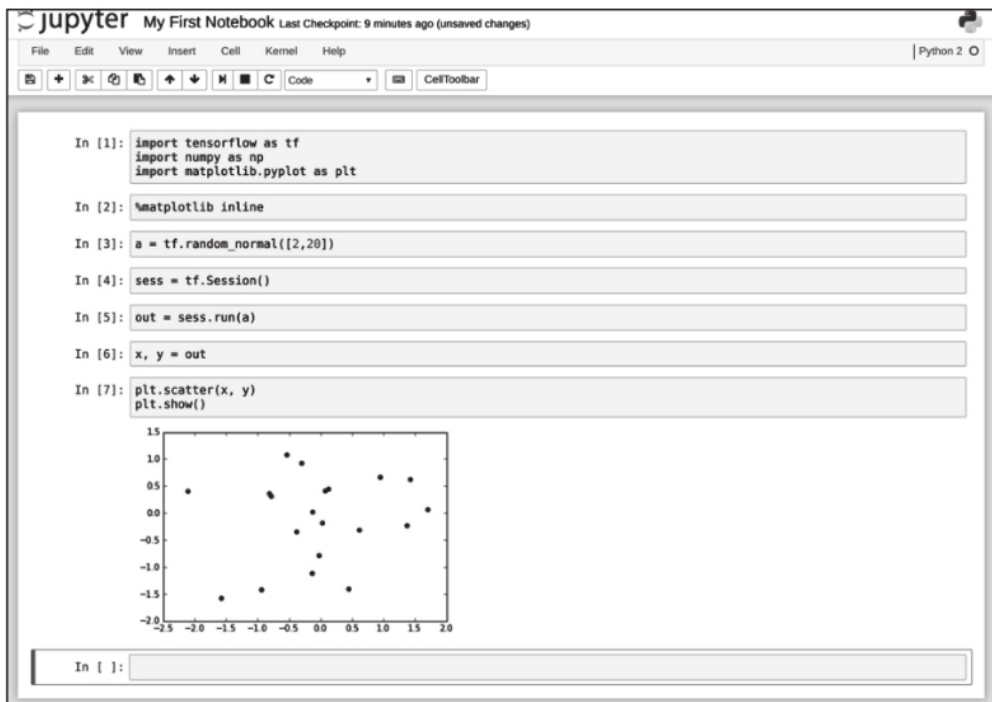 jupyter My First Notebook Last Checkpoint: 9 minutes ago (unsaved changes)
File Edit View Insert Cell Kernel Help Python 2
Code CellToolbar
In [1]: import tensorflow as tf
import numpy as np
import matplotlib.pyplot as plt
In [2]: %matplotlib inline
In [3]: a = tf.random_normal([2,20])
In [4]: sess = tf.Session()
In [5]: out = sess.run(a)
In [6]: x, y = out
In [7]: plt.scatter(x, y)
plt.show()
1.5
1.0
0.5
0.0
−0.5
−1.0
−1.5
−2.0
−2.5 −2.0 −1.5 −1.0 −0.5 0.0 0.5 1.0 1.5 2.0
In [ ]: